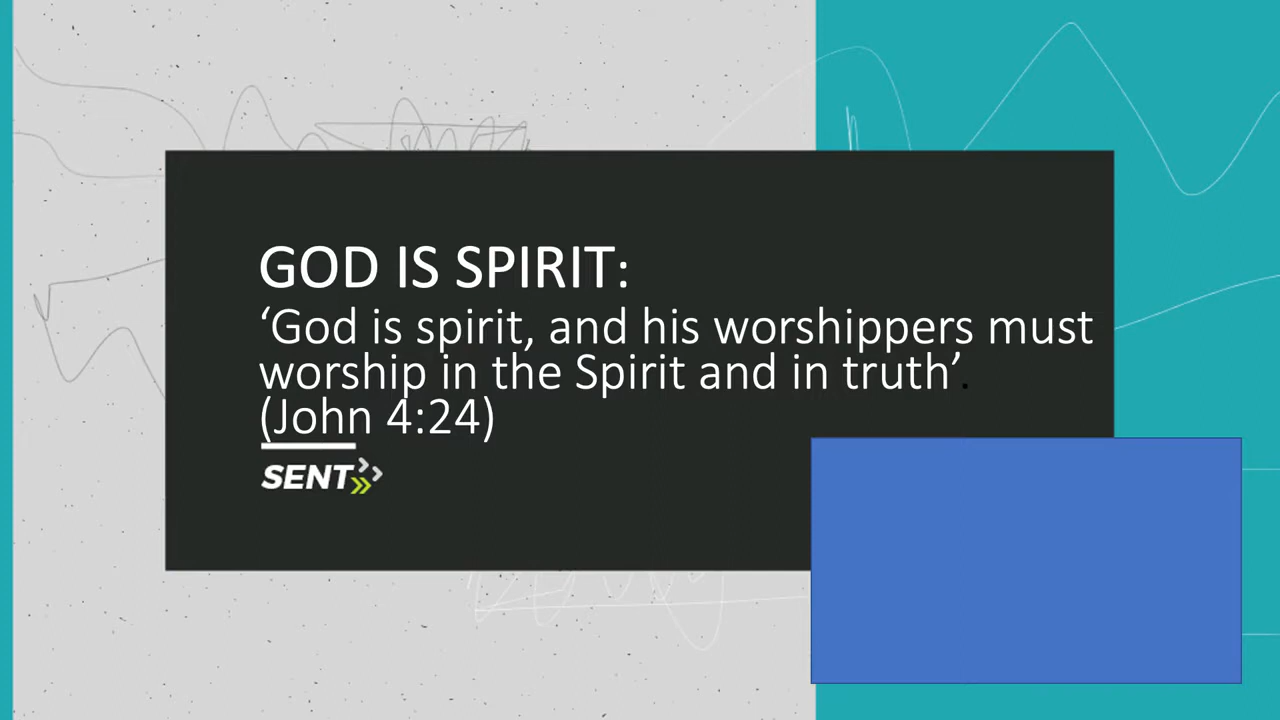 GOD IS SPIRIT:
‘God is spirit, and his worshippers must
worship in the Spirit and in truth’.
(John 4:24)
SENT